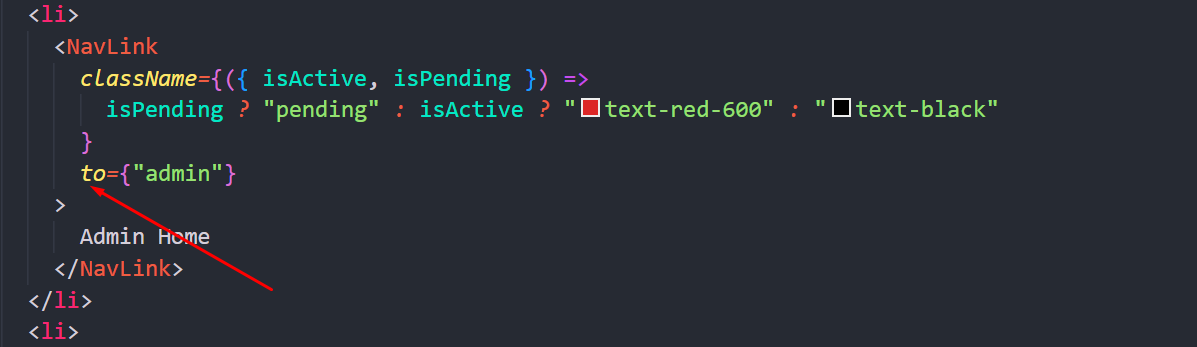 <li>
<NavLink
className={({ isActive, isPending }) =>
isPending ? "pending" : isActive ? "text-red-600" : "text-black"
}
to={"admin"}
>
Admin Home
</NavLink>
</li>
<li>